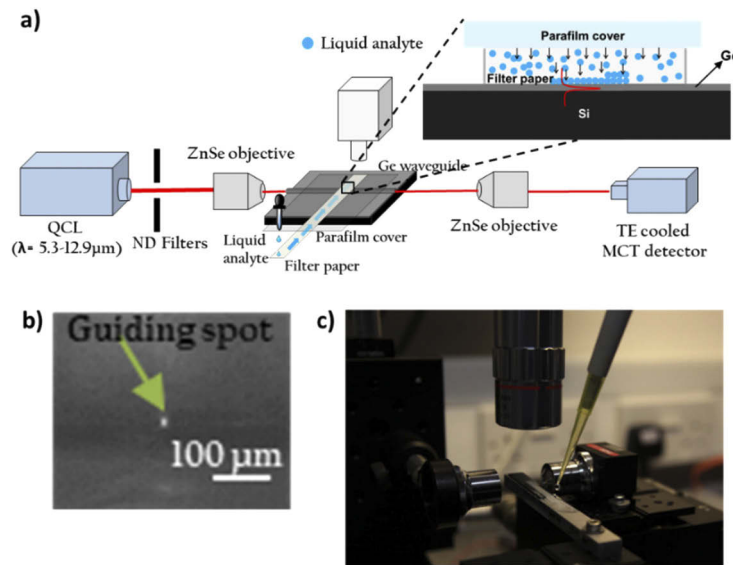 a)
Liquid analyte
Parafilm cover
Filter paper
Ge
Si
ZnSe objective
Ge waveguide
QCL
(λ= 5.3-12.9μm)
ND Filters
Liquid
analyte
Parafilm cover
Filter paper
ZnSe objective
TE cooled
MCT detector
b)
Guiding spot
100 μm
c)